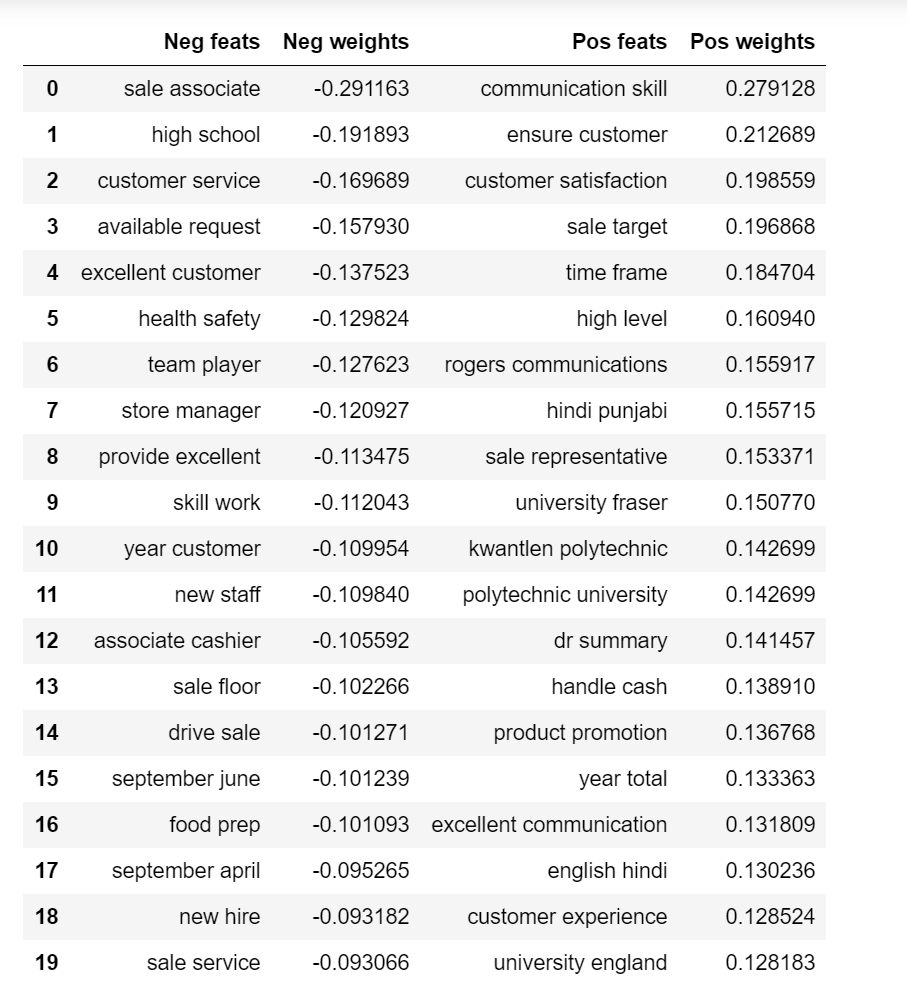 Neg feats Neg weights Pos feats Pos weights
0 sale associate -0.291163 communication skill 0.279128
1 high school -0.191893 ensure customer 0.212689
2 customer service -0.169689 customer satisfaction 0.198559
3 available request -0.157930 sale target 0.196868
4 excellent customer -0.137523 time frame 0.184704
5 health safety -0.129824 high level 0.160940
6 team player -0.127623 rogers communications 0.155917
7 store manager -0.120927 hindi punjabi 0.155715
8 provide excellent -0.113475 sale representative 0.153371
9 skill work -0.112043 university fraser 0.150770
10 year customer -0.109954 kwantlen polytechnic 0.142699
11 new staff -0.109840 polytechnic university 0.142699
12 associate cashier -0.105592 dr summary 0.141457
13 sale floor -0.102266 handle cash 0.138910
14 drive sale -0.101271 product promotion 0.136768
15 september june -0.101239 year total 0.133363
16 food prep -0.101093 excellent communication 0.131809
17 september april -0.095265 english hindi 0.130236
18 new hire -0.093182 customer experience 0.128524
19 sale service -0.093066 university england 0.128183